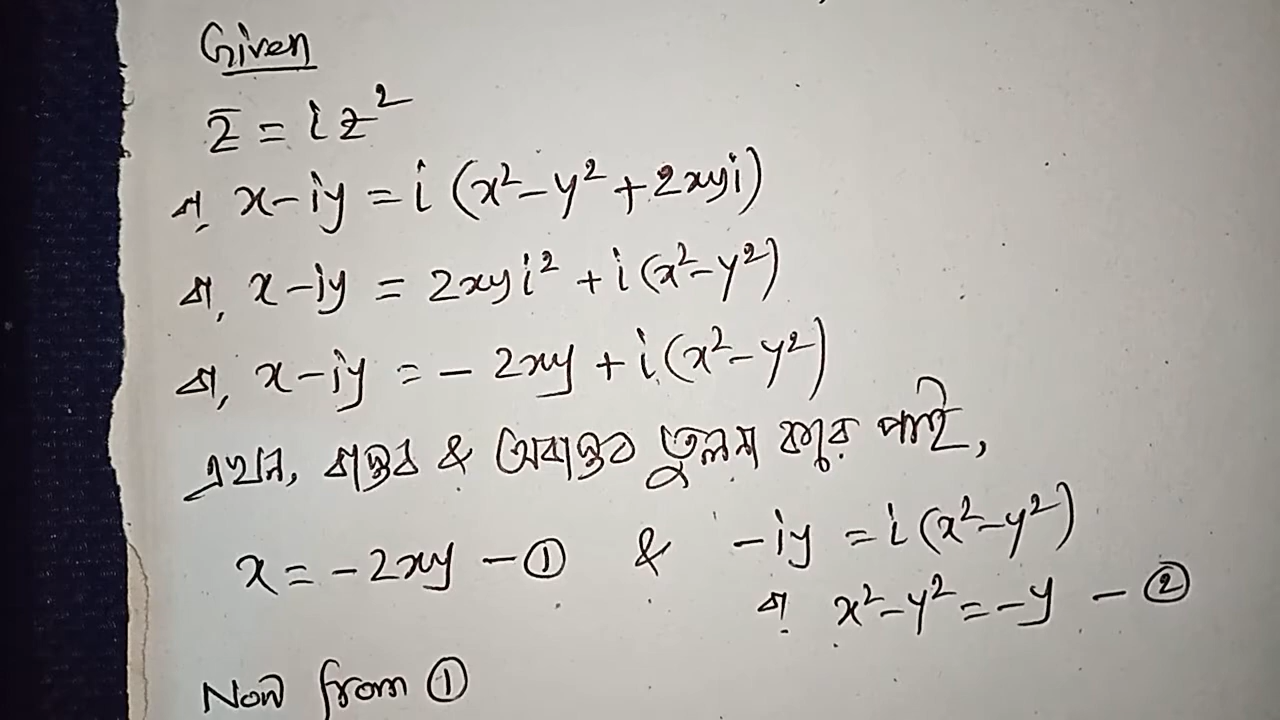 Given
z̄ = iz²
বা, x-iy = i (x²-y²+2xyi)
বা, x-iy = 2xyi² + i(x²-y²)
বা, x-iy = - 2xy + i(x²-y²)
এখন, বাস্তব & অবাস্তব তুলনা করে পাই,
x = -2xy -① & -iy = i(x²-y²)
বা, x²-y² = -y - ②
Now from ①